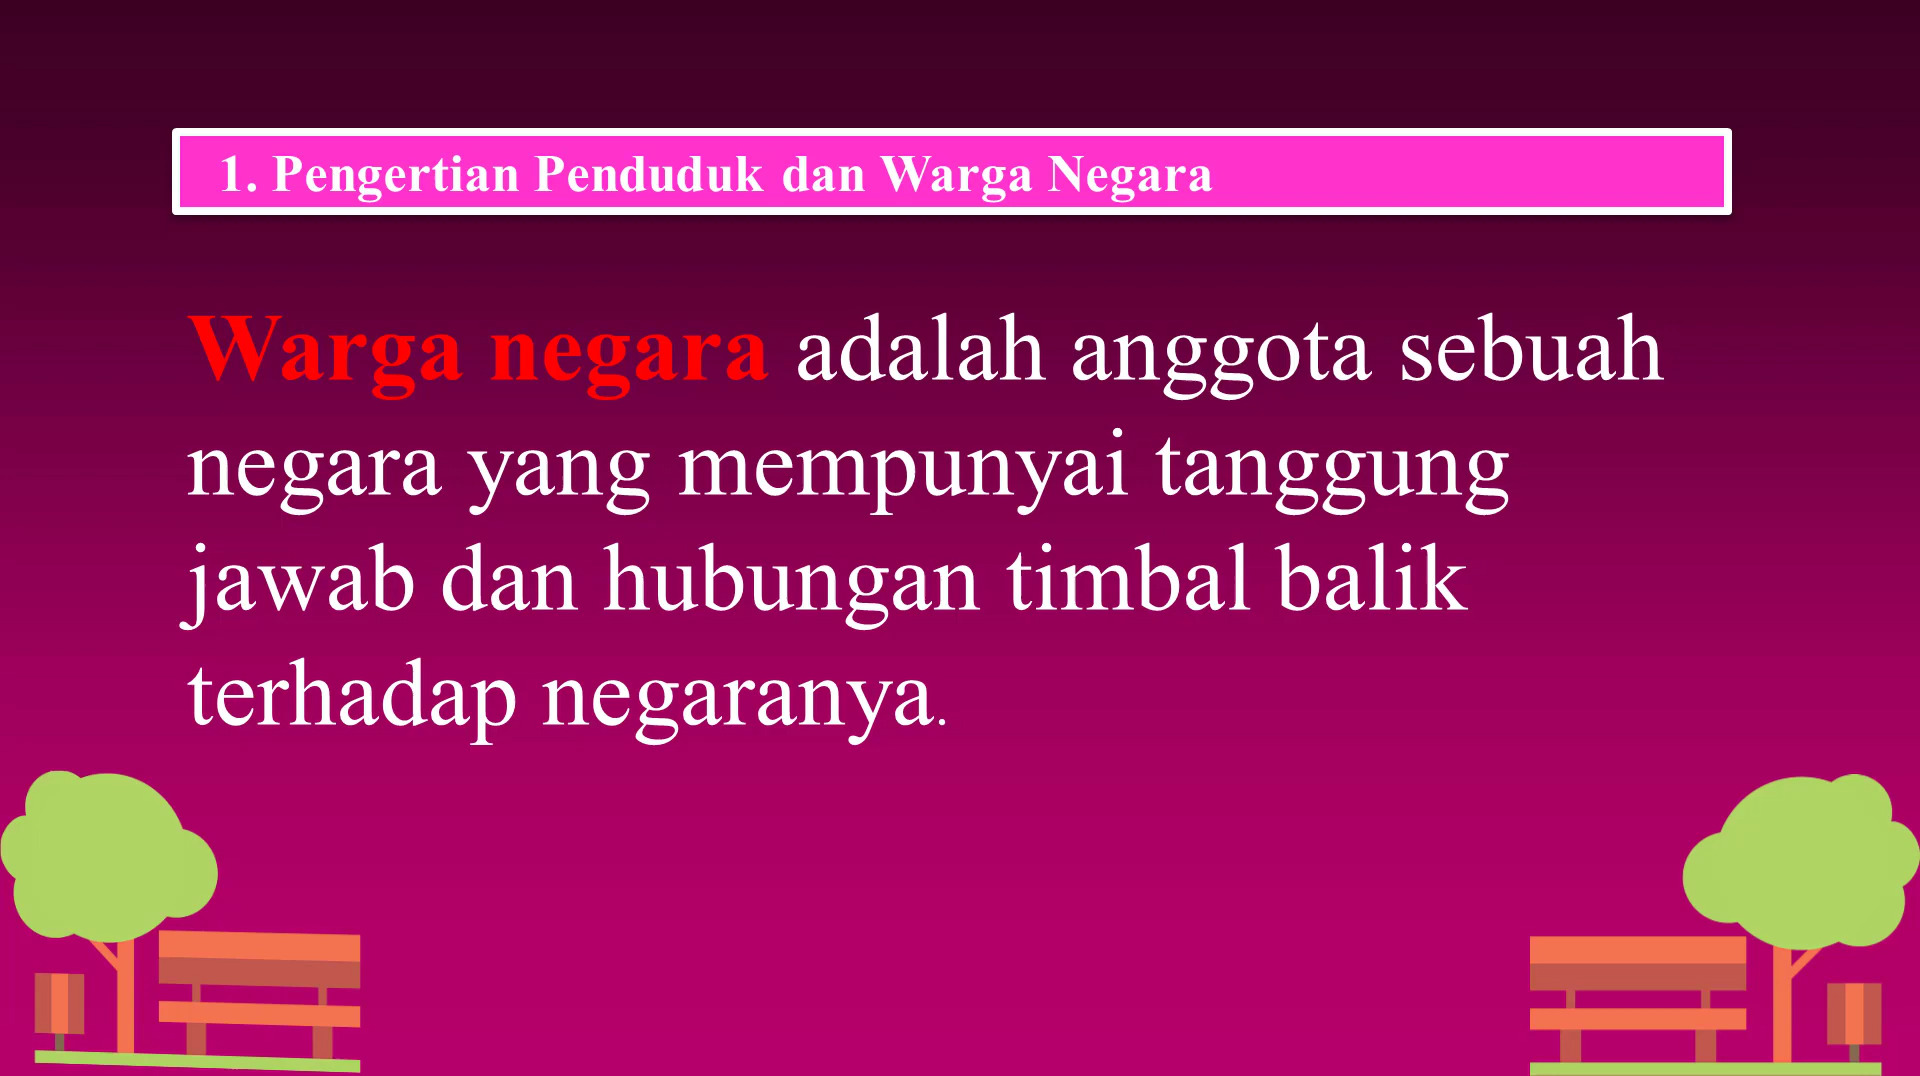 1. Pengertian Penduduk dan Warga Negara
Warga negara adalah anggota sebuah
negara yang mempunyai tanggung
jawab dan hubungan timbal balik
terhadap negaranya.